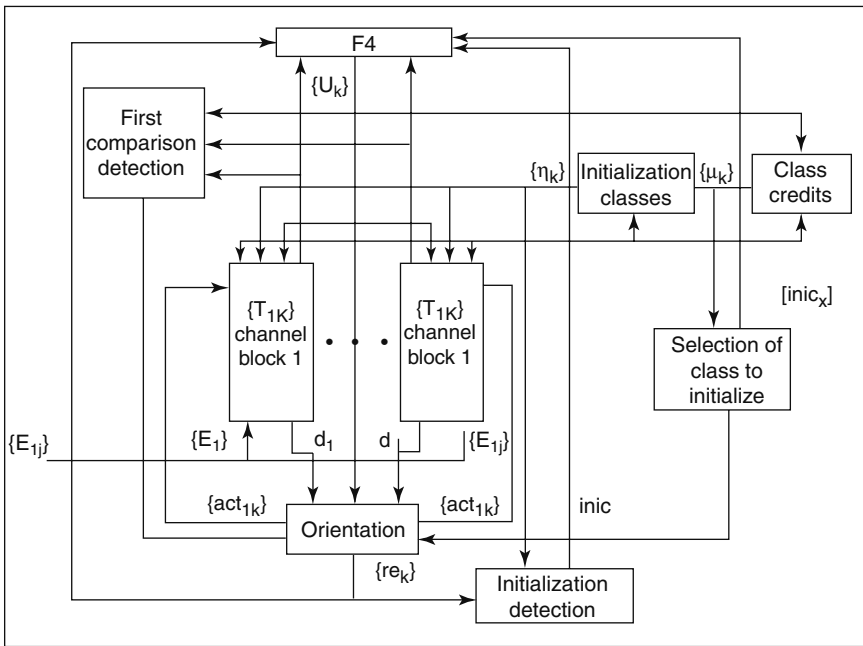 F4
{U_k}
First
comparison
detection
{η_k}
Initialization
classes
{μ_k}
Class
credits
{T_1K}
channel
block 1
• • •
{T_1K}
channel
block 1
[inic_x]
Selection of
class to
initialize
{E_1j}
{E_1}
d_1
d
{E_1j}
{act_1k}
Orientation
{act_1k}
inic
{re_k}
Initialization
detection